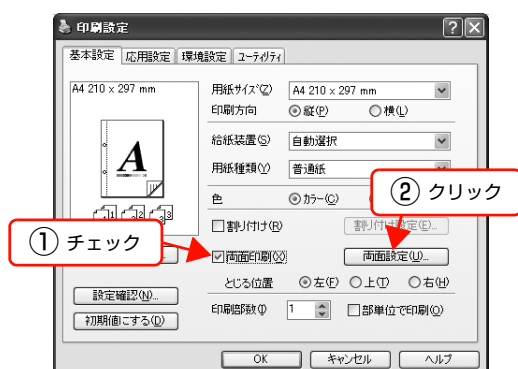 印刷設定
基本設定 応用設定 環境設定 ユーティリティ
A4 210 x 297 mm
用紙サイズ(Z) A4 210 x 297 mm
印刷方向 縦(P) 横(L)
給紙装置(S) 自動選択
用紙種類(Y) 普通紙
色 カラー(C)
② クリック
割り付け(R) 割り付け設定(E)...
① チェック
両面印刷(X) 両面設定(U)...
とじる位置 左(F) 上(T) 右(H)
設定確認(N)...
印刷部数(I) 1 部単位で印刷(O)
初期値にする(D)
OK キャンセル ヘルプ